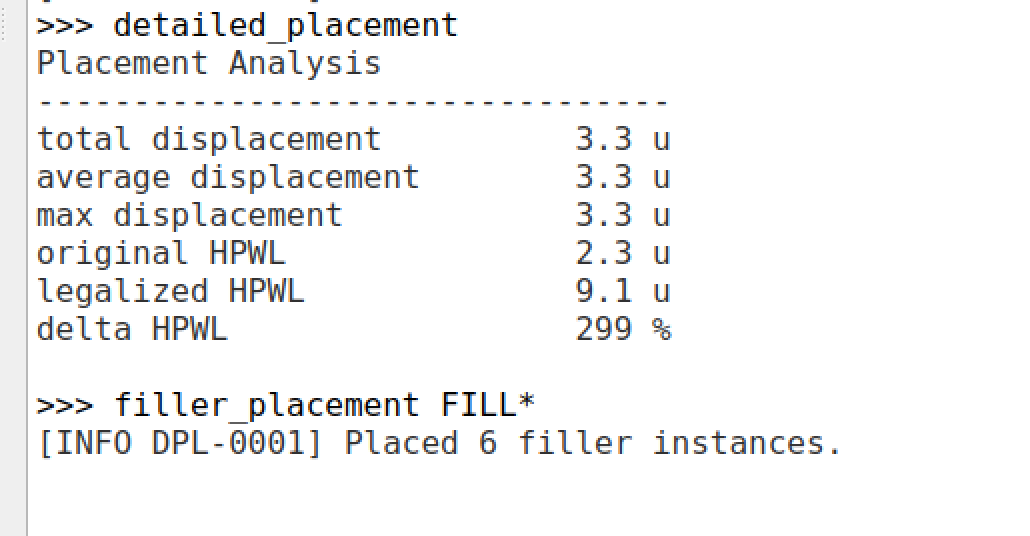 >>> detailed_placement
Placement Analysis
---------------------------------
total displacement          3.3 u
average displacement        3.3 u
max displacement            3.3 u
original HPWL               2.3 u
legalized HPWL              9.1 u
delta HPWL                  299 %
>>> filler_placement FILL*
[INFO DPL-0001] Placed 6 filler instances.